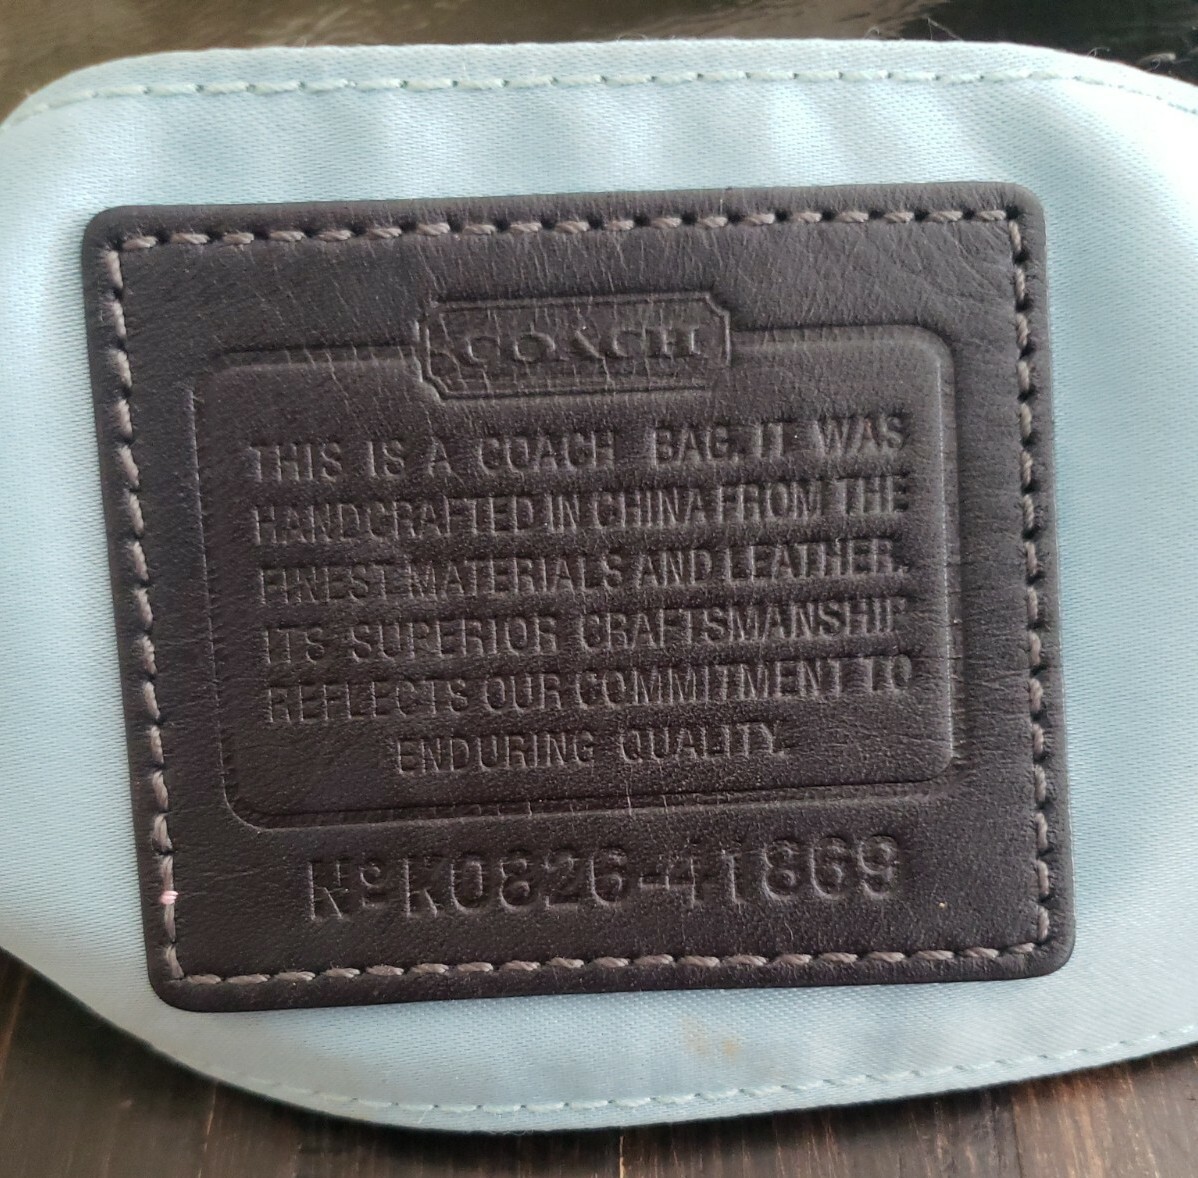 COACH
THIS IS A COACH BAG. IT WAS
HANDCRAFTED IN CHINA FROM THE
FINEST MATERIALS AND LEATHER.
ITS SUPERIOR CRAFTSMANSHIP
REFLECTS OUR COMMITMENT TO
ENDURING QUALITY.
Nº K0826-41869